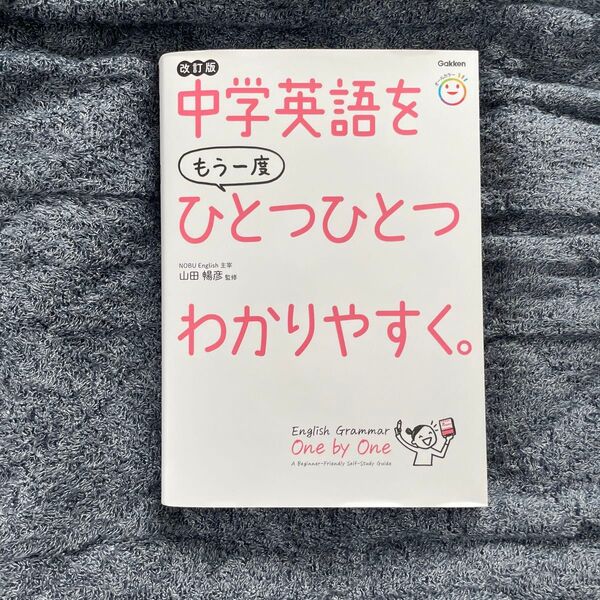 改訂版
Gakken
中学英語を
もう一度
ひとつひとつ
NOBU English 主宰
山田 暢彦 監修
わかりやすく。
English Grammar
One by One
A Beginner-Friendly Self-Study Guide